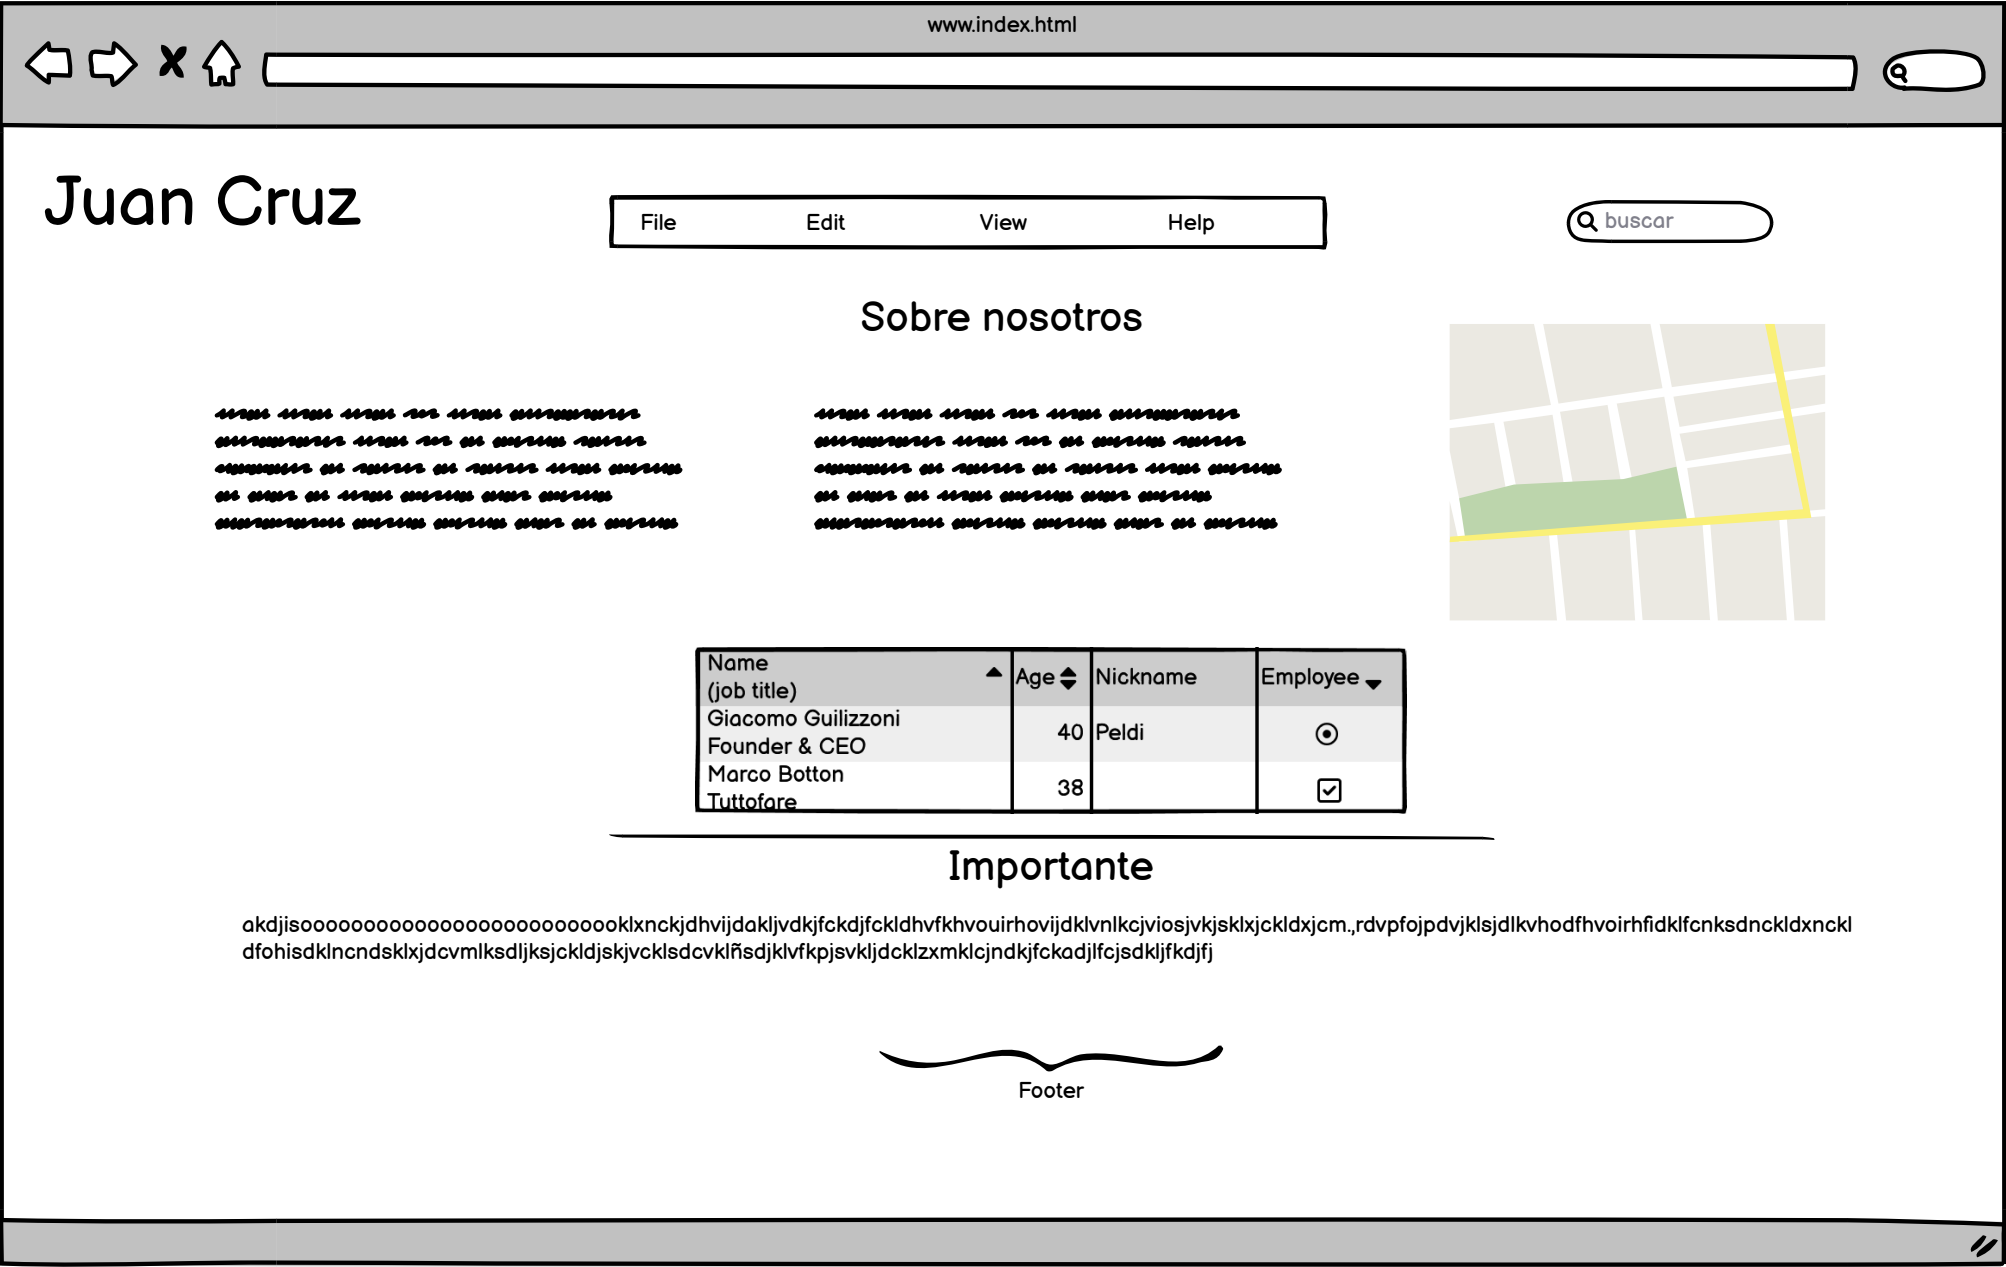 www.index.html
Juan Cruz
File Edit View Help
buscar
Sobre nosotros
Name
(job title)
Age
Nickname
Employee
Giacomo Guilizzoni
Founder & CEO
40
Peldi
Marco Botton
Tuttofare
38
Importante
akdjisoooooooooooooooooooooooooklxnckjdhvijdakljvdkjfckdjfckldhvfkhvouirhovijdklvnlkcjviosjvkjsklxjckldxjcm.,rdvpfojpdvjklsjdlkvhodfhvoirhfidklfcnksdnckldxnckl
dfohisdklncndsklxjdcvmlksdljksjckldjskjvcklsdcvklñsdjklvfkpjsvkljdcklzxmklcjndkjfckadjlfcjsdkljfkdjfj
Footer